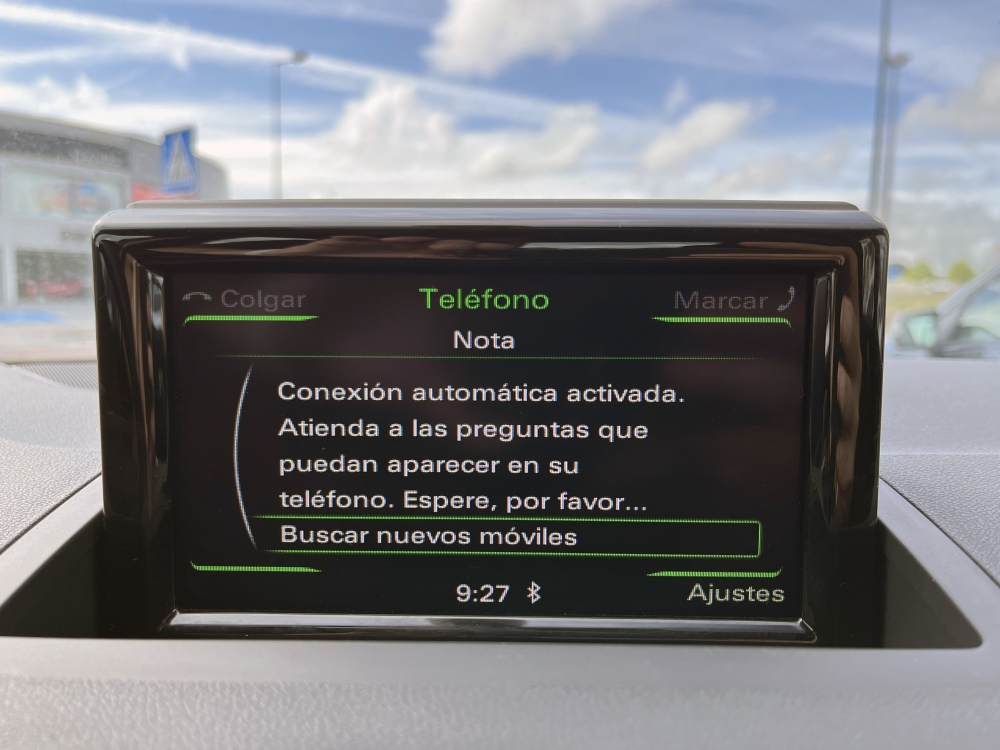 Colgar
Teléfono
Marcar
Nota
Conexión automática activada.
Atienda a las preguntas que
puedan aparecer en su
teléfono. Espere, por favor...
Buscar nuevos móviles
9:27
Ajustes